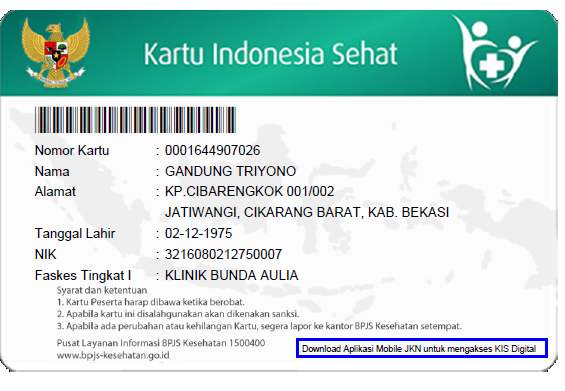 Kartu Indonesia Sehat
Nomor Kartu : 0001644907026
Nama : GANDUNG TRIYONO
Alamat : KP.CIBARENGKOK 001/002
JATIWANGI, CIKARANG BARAT, KAB. BEKASI
Tanggal Lahir : 02-12-1975
NIK : 3216080212750007
Faskes Tingkat I : KLINIK BUNDA AULIA
Syarat dan ketentuan
1. Kartu Peserta harap dibawa ketika berobat.
2. Apabila kartu ini disalahgunakan akan dikenakan sanksi.
3. Apabila ada perubahan atau kehilangan Kartu, segera lapor ke kantor BPJS Kesehatan setempat.
Pusat Layanan Informasi BPJS Kesehatan 1500400
www.bpjs-kesehatan.go.id
Download Aplikasi Mobile JKN untuk mengakses KIS Digital